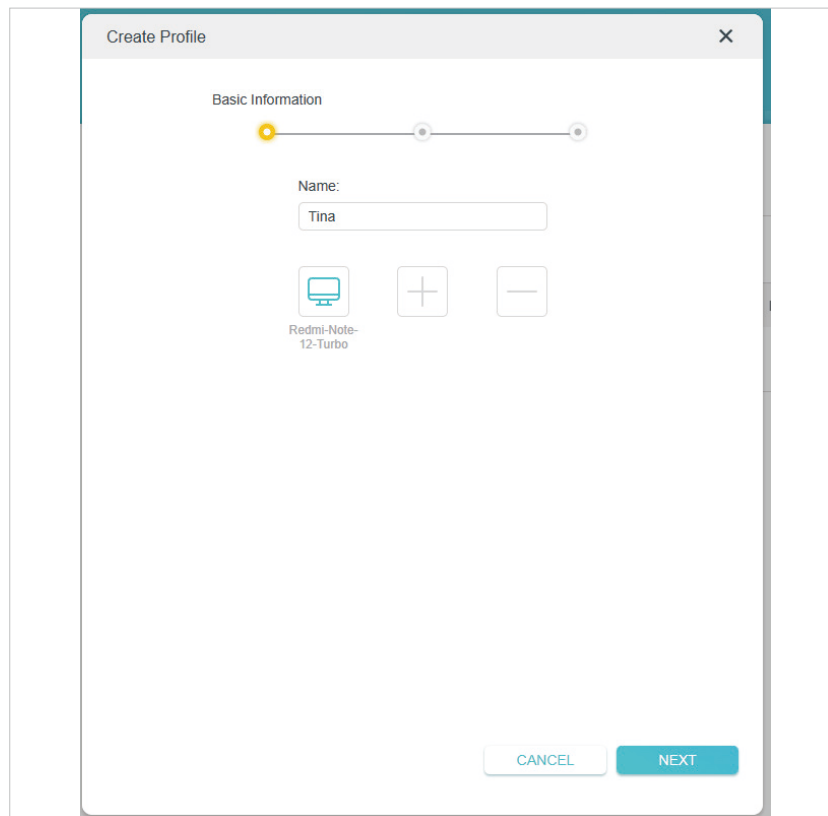 Create Profile
Basic Information
Name:
Tina
Redmi-Note-
12-Turbo
CANCEL
NEXT